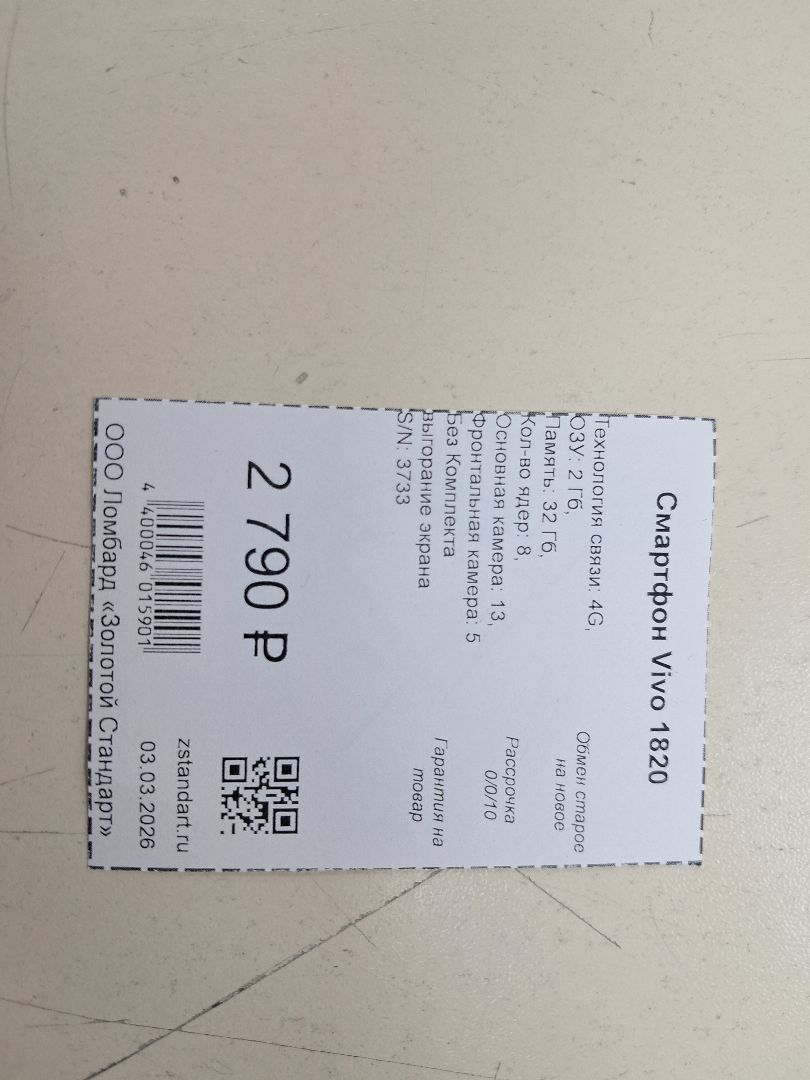 Смартфон Vivo 1820
Технология связи: 4G,
ОЗУ: 2 Гб,
Память: 32 Гб,
Кол-во ядер: 8,
Основная камера: 13,
Фронтальная камера: 5
Без Комплекта
выгорание экрана
S/N: 3733
Обмен старое
на новое
Рассрочка
0/0/10
Гарантия на
товар
2 790 ₽
4 400046 015901
zstandart.ru
03.03.2026
ООО Ломбард «Золотой Стандарт»